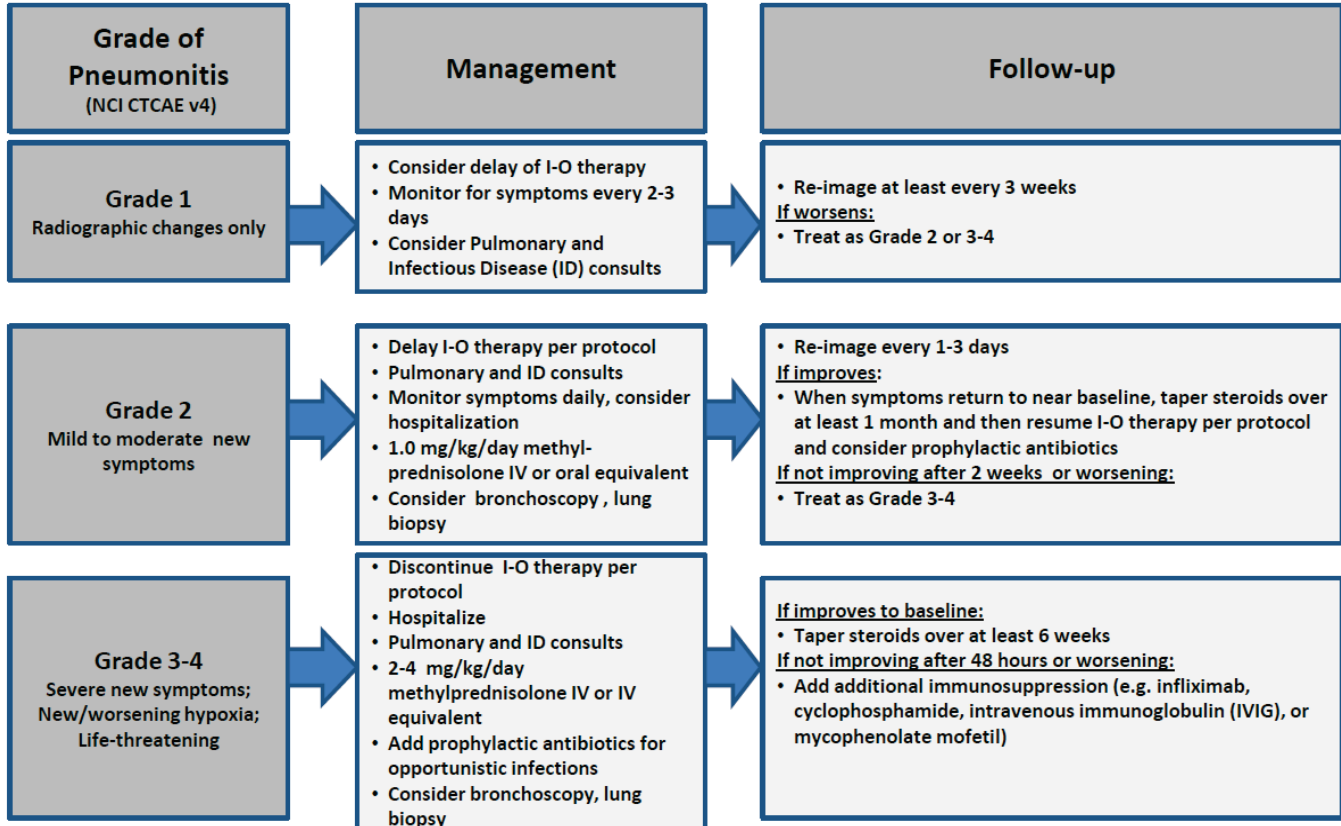 Grade of
Pneumonitis
(NCI CTCAE v4)
Management
Follow-up
Grade 1
Radiographic changes only
• Consider delay of I-O therapy
• Monitor for symptoms every 2-3
days
• Consider Pulmonary and
Infectious Disease (ID) consults
• Re-image at least every 3 weeks
If worsens:
• Treat as Grade 2 or 3-4
Grade 2
Mild to moderate new
symptoms
• Delay I-O therapy per protocol
• Pulmonary and ID consults
• Monitor symptoms daily, consider
hospitalization
• 1.0 mg/kg/day methyl-
prednisolone IV or oral equivalent
• Consider bronchoscopy , lung
biopsy
• Re-image every 1-3 days
If improves:
• When symptoms return to near baseline, taper steroids over
at least 1 month and then resume I-O therapy per protocol
and consider prophylactic antibiotics
If not improving after 2 weeks or worsening:
• Treat as Grade 3-4
Grade 3-4
Severe new symptoms;
New/worsening hypoxia;
Life-threatening
• Discontinue I-O therapy per
protocol
• Hospitalize
• Pulmonary and ID consults
• 2-4 mg/kg/day
methylprednisolone IV or IV
equivalent
• Add prophylactic antibiotics for
opportunistic infections
• Consider bronchoscopy, lung
biopsy
If improves to baseline:
• Taper steroids over at least 6 weeks
If not improving after 48 hours or worsening:
• Add additional immunosuppression (e.g. infliximab,
cyclophosphamide, intravenous immunoglobulin (IVIG), or
mycophenolate mofetil)